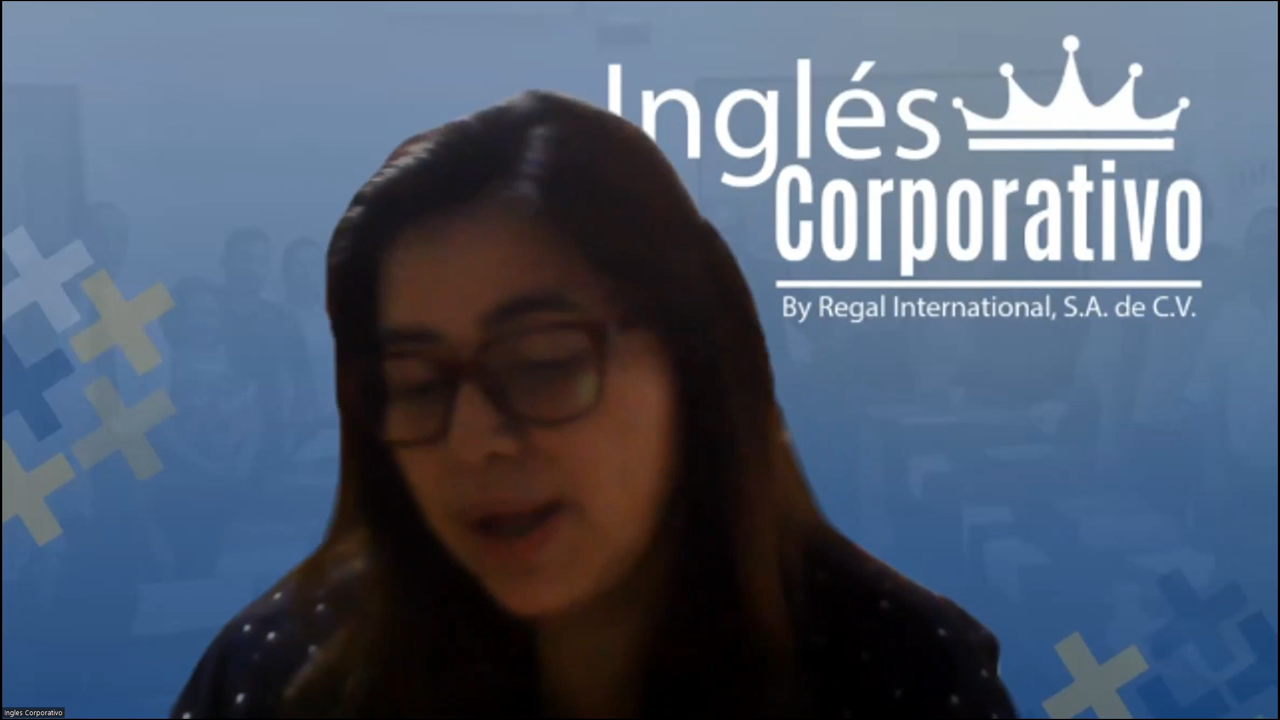 Inglés
Corporativo
By Regal International, S.A. de C.V.
Ingles Corporativo